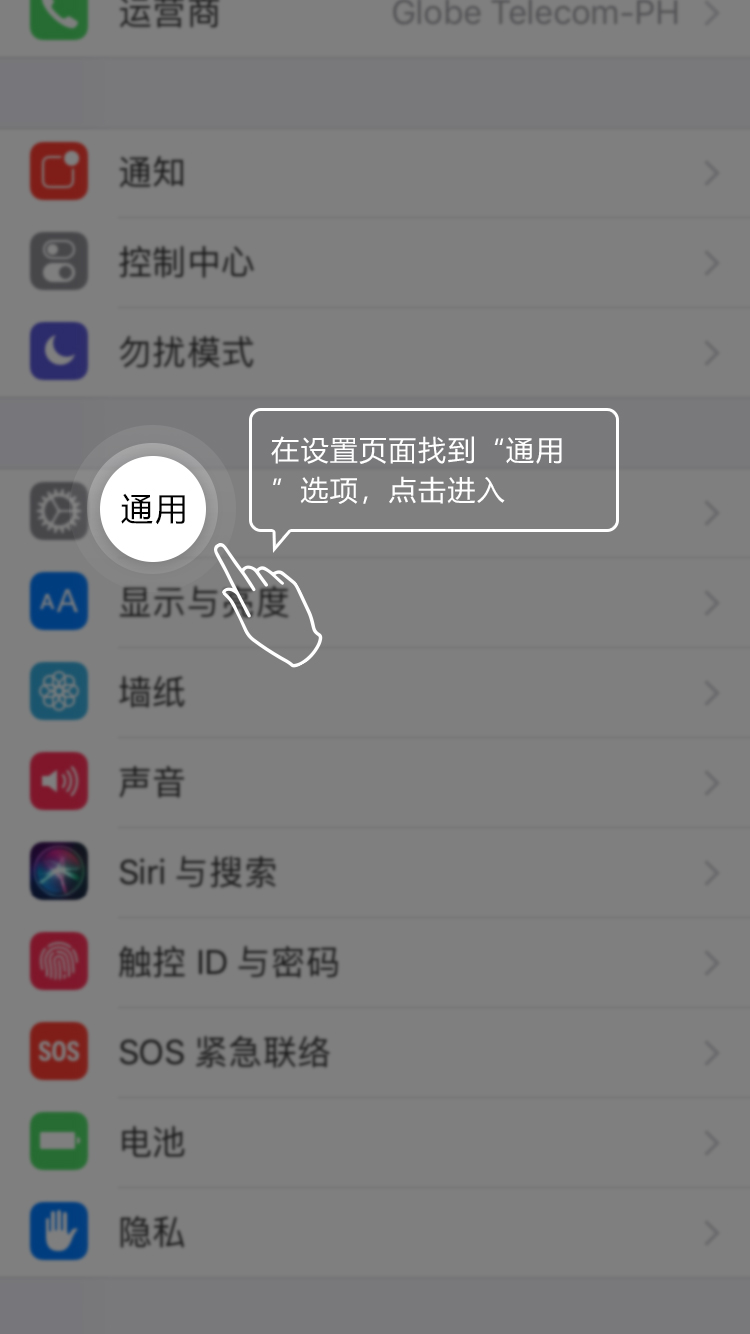 运营商 Globe Telecom-PH
通知
控制中心
勿扰模式
在设置页面找到“通用
”选项，点击进入
通用
AA
显示与亮度
墙纸
声音
Siri 与搜索
触控 ID 与密码
SOS SOS 紧急联络
电池
隐私